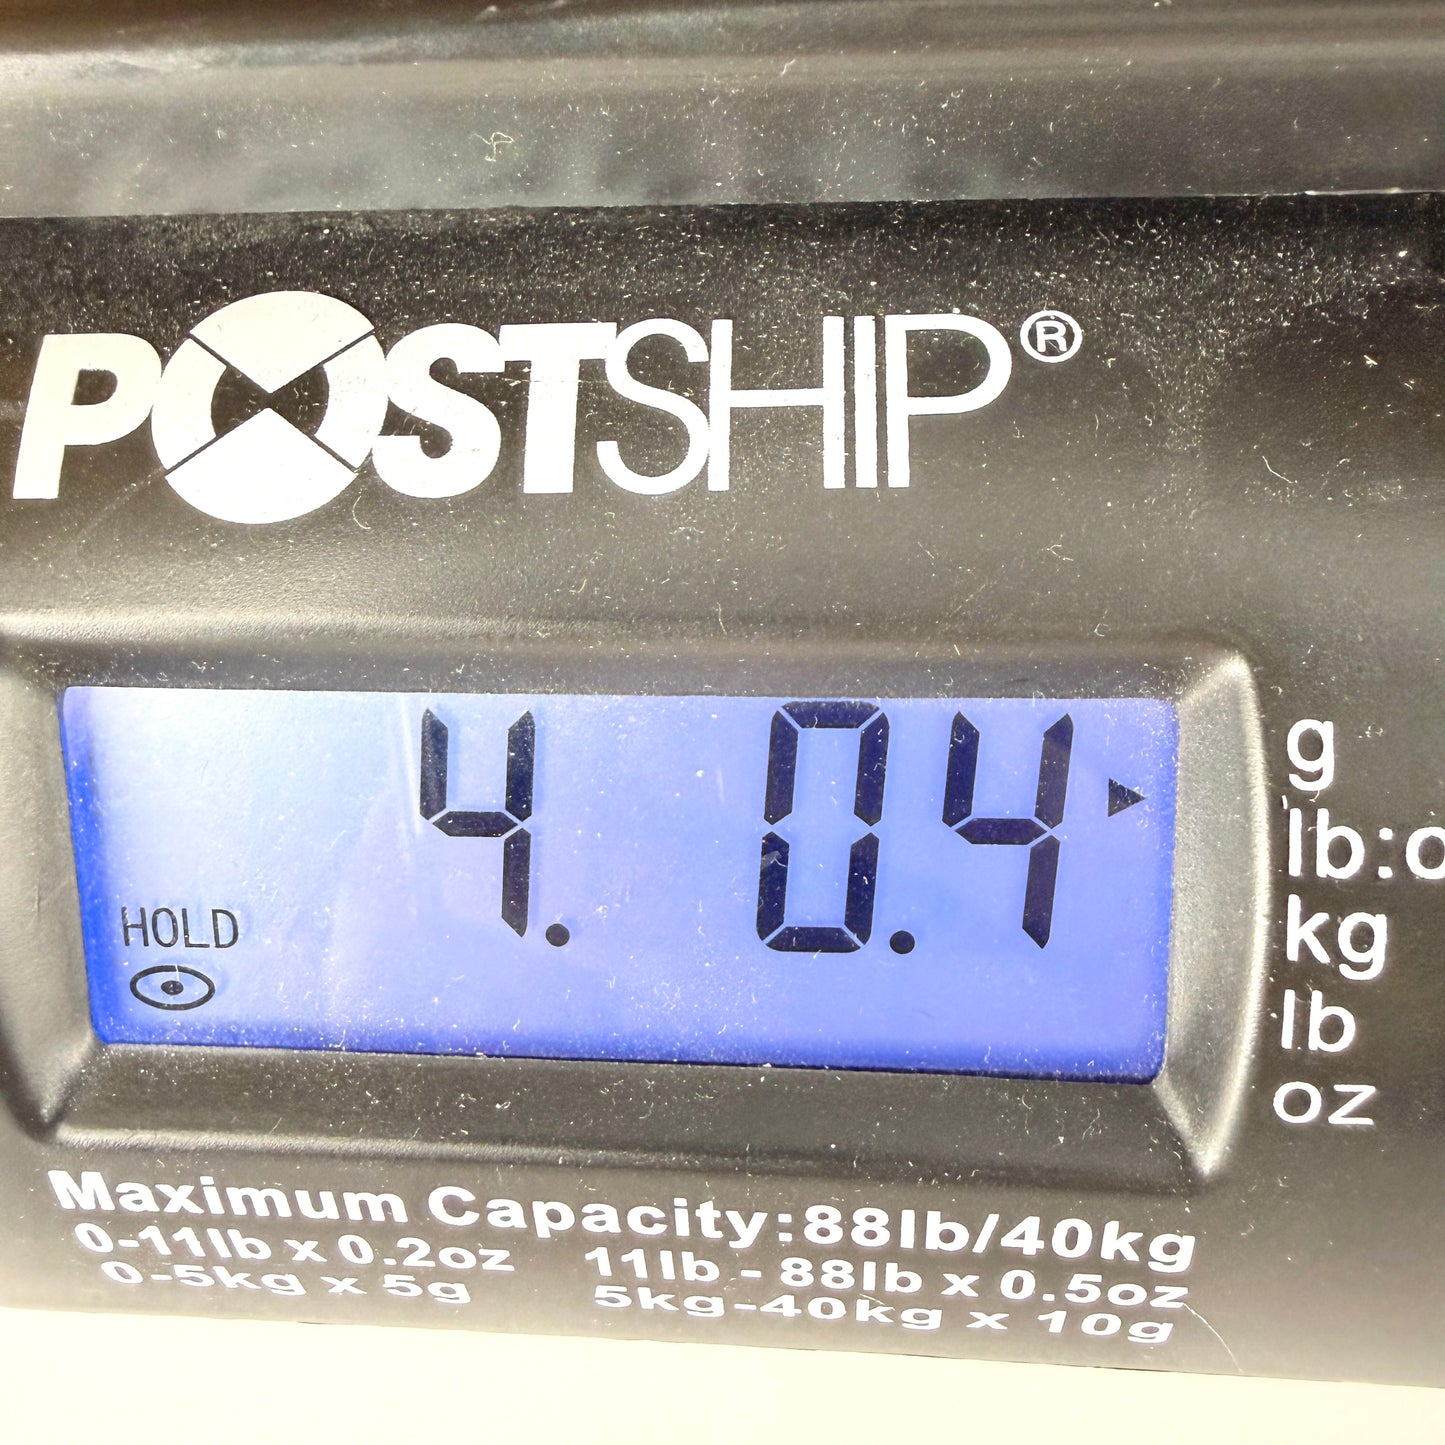 POSTSHIP®
4. 0.4
HOLD
g
lb:o
kg
lb
oz
Maximum Capacity:88lb/40kg
0-11lb x 0.2oz 11lb - 88lb x 0.5oz
0-5kg x 5g 5kg-40kg x 10g